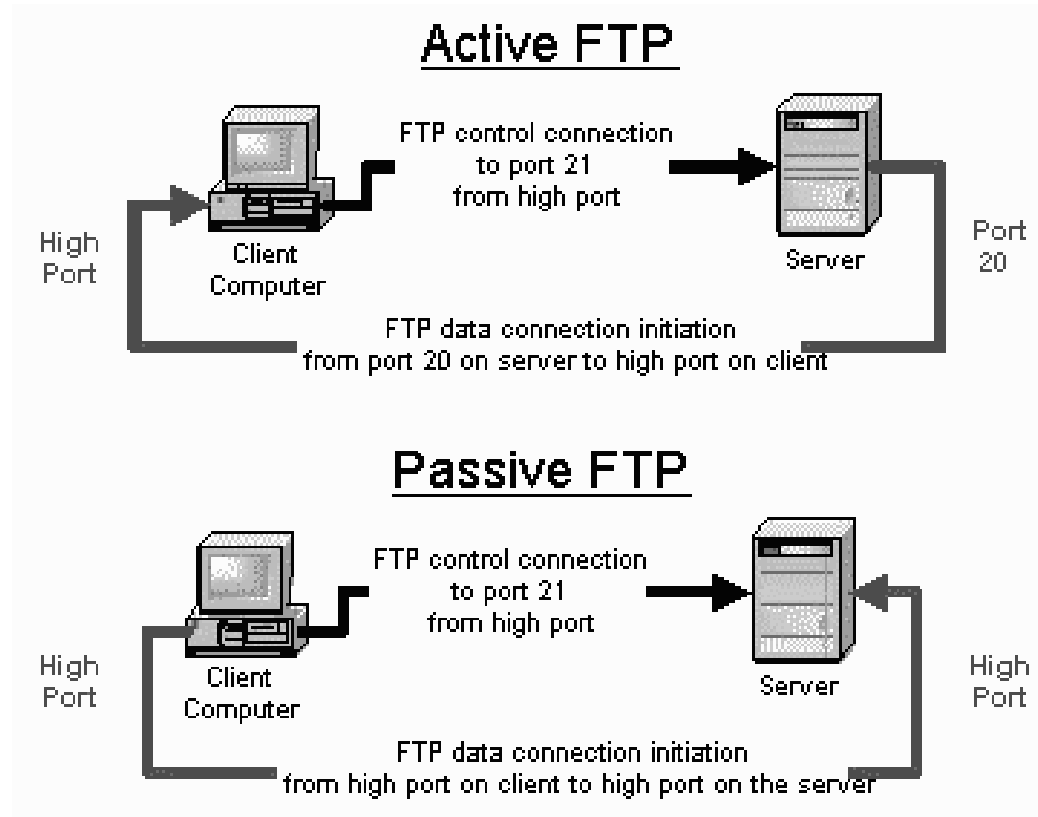 Active FTP
FTP control connection
to port 21
from high port
High
Port
Client
Computer
Server
Port
20
FTP data connection initiation
from port 20 on server to high port on client
Passive FTP
FTP control connection
to port 21
from high port
High
Port
Client
Computer
Server
High
Port
FTP data connection initiation
from high port on client to high port on the server